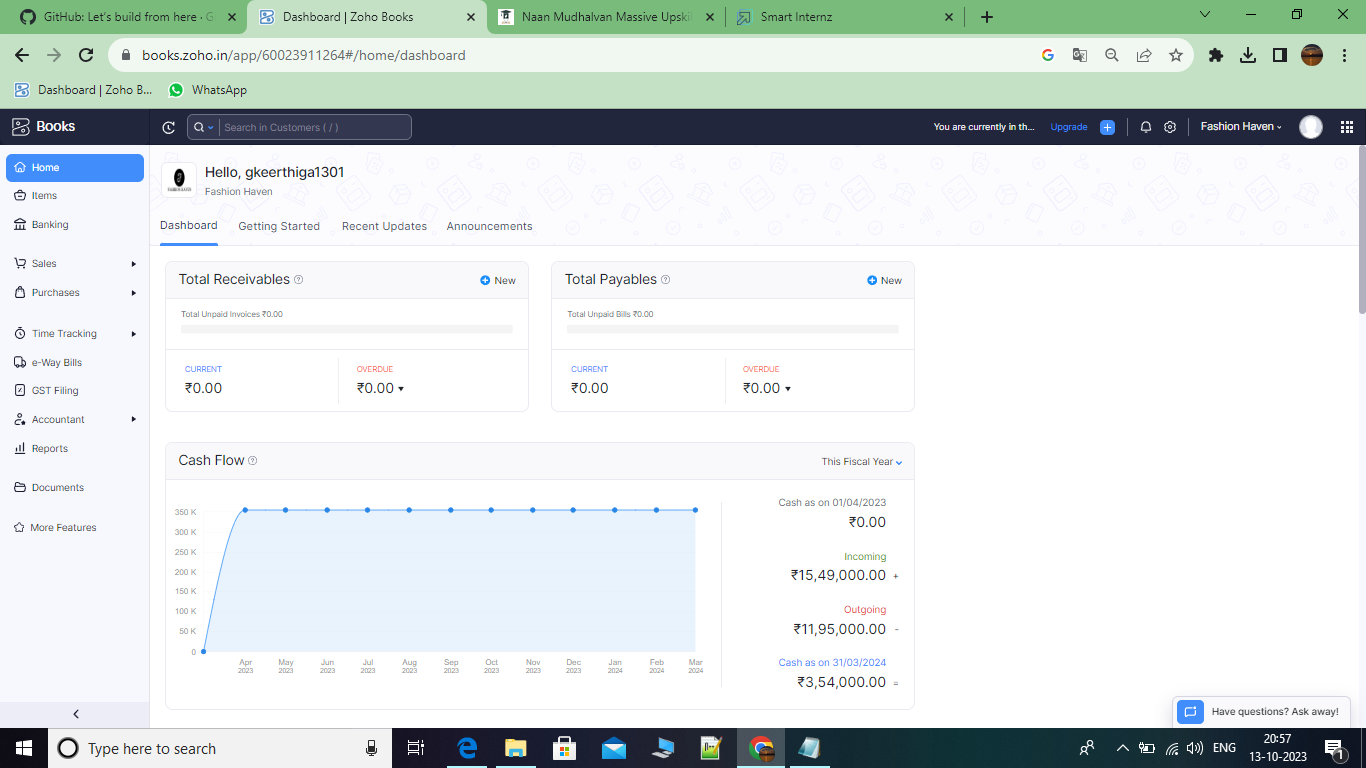 GitHub: Let's build from here · G
Dashboard | Zoho Books
Naan Mudhalvan Massive Upskil
Smart Internz
books.zoho.in/app/60023911264#/home/dashboard
Dashboard | Zoho B...
WhatsApp
Books
Search in Customers ( / )
You are currently in th...
Upgrade
Fashion Haven
Home
Items
Banking
Sales
Purchases
Time Tracking
e-Way Bills
GST Filing
Accountant
Reports
Documents
More Features
Hello, gkeerthiga1301
Fashion Haven
Dashboard
Getting Started
Recent Updates
Announcements
Total Receivables
New
Total Unpaid Invoices ₹0.00
CURRENT
₹0.00
OVERDUE
₹0.00
Total Payables
New
Total Unpaid Bills ₹0.00
CURRENT
₹0.00
OVERDUE
₹0.00
Cash Flow
This Fiscal Year
350 K
300 K
250 K
200 K
150 K
100 K
50 K
0
Apr 2023
May 2023
Jun 2023
Jul 2023
Aug 2023
Sep 2023
Oct 2023
Nov 2023
Dec 2023
Jan 2024
Feb 2024
Mar 2024
Cash as on 01/04/2023
₹0.00
Incoming
₹15,49,000.00 +
Outgoing
₹11,95,000.00 -
Cash as on 31/03/2024
₹3,54,000.00 =
Have questions? Ask away!
Type here to search
ENG
20:57
13-10-2023
1